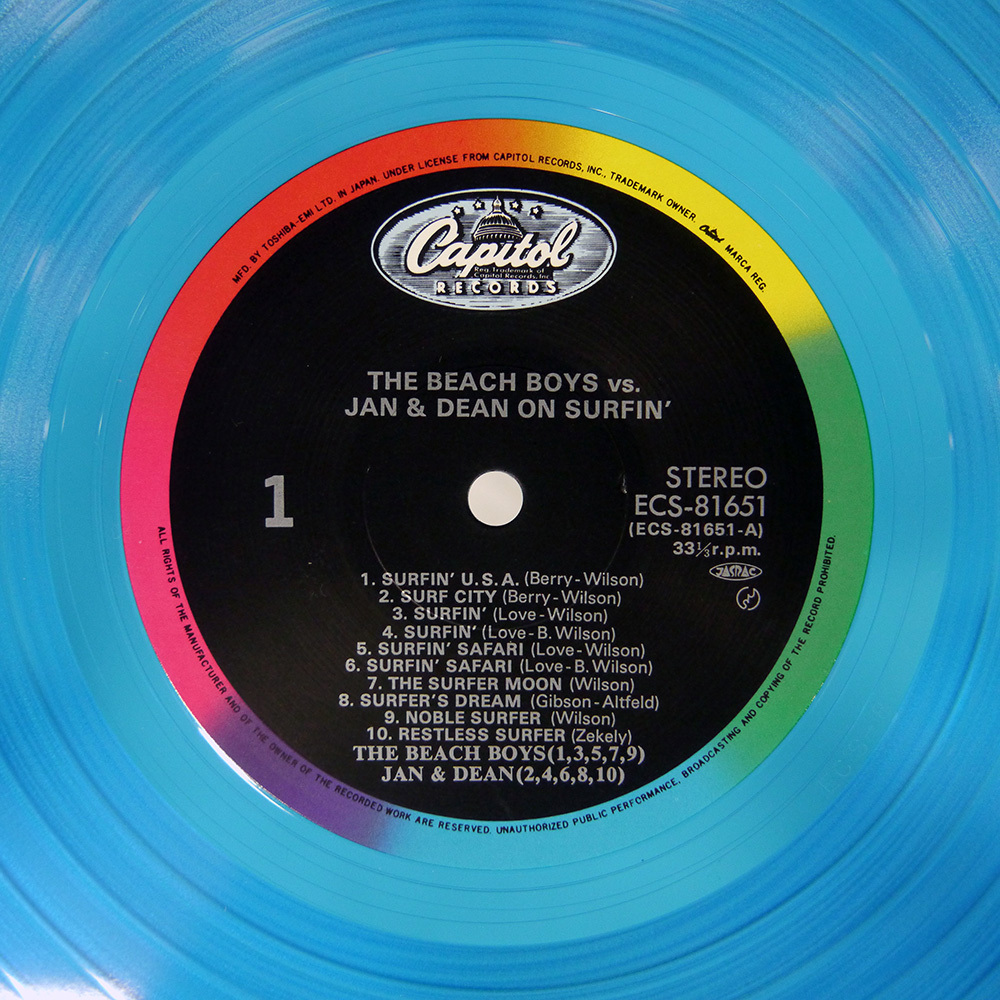 MFD. BY TOSHIBA-EMI LTD. IN JAPAN. UNDER LICENSE FROM CAPITOL RECORDS, INC., TRADEMARK OWNER. Capitol MARCA REG.
Capitol
Reg. Trademark of
Capitol Records, Inc.
RECORDS
THE BEACH BOYS vs.
JAN & DEAN ON SURFIN'
1
STEREO
ECS-81651
(ECS-81651-A)
33⅓r.p.m.
JASRAC
1. SURFIN' U.S.A. (Berry-Wilson)
2. SURF CITY (Berry-Wilson)
3. SURFIN' (Love-Wilson)
4. SURFIN' (Love-B. Wilson)
5. SURFIN' SAFARI (Love-Wilson)
6. SURFIN' SAFARI (Love-B. Wilson)
7. THE SURFER MOON (Wilson)
8. SURFER'S DREAM (Gibson-Altfeld)
9. NOBLE SURFER (Wilson)
10. RESTLESS SURFER (Zekely)
THE BEACH BOYS(1,3,5,7,9)
JAN & DEAN(2,4,6,8,10)
ALL RIGHTS OF THE MANUFACTURER AND OF THE OWNER OF THE RECORDED WORK ARE RESERVED. UNAUTHORIZED PUBLIC PERFORMANCE, BROADCASTING AND COPYING OF THE RECORD PROHIBITED.